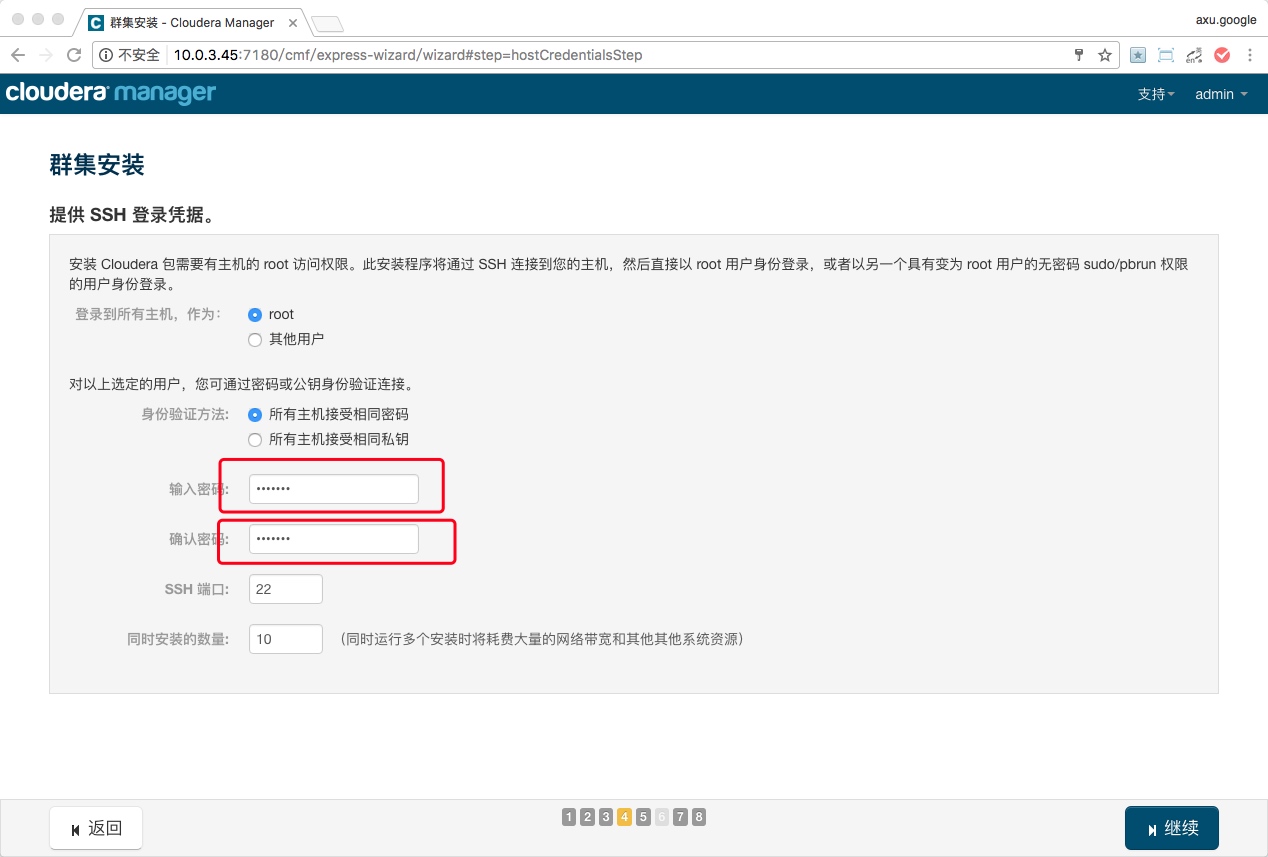 群集安装 - Cloudera Manager
axu.google
不安全 10.0.3.45:7180/cmf/express-wizard/wizard#step=hostCredentialsStep
cloudera manager 支持 admin
群集安装
提供 SSH 登录凭据。
安装 Cloudera 包需要有主机的 root 访问权限。此安装程序将通过 SSH 连接到您的主机，然后直接以 root 用户身份登录，或者以另一个具有变为 root 用户的无密码 sudo/pbrun 权限
的用户身份登录。
登录到所有主机，作为: root
其他用户
对以上选定的用户，您可通过密码或公钥身份验证连接。
身份验证方法: 所有主机接受相同密码
所有主机接受相同私钥
输入密码: •••••••
确认密码: •••••••
SSH 端口: 22
同时安装的数量: 10 （同时运行多个安装时将耗费大量的网络带宽和其他其他系统资源）
返回 1 2 3 4 5 6 7 8 继续